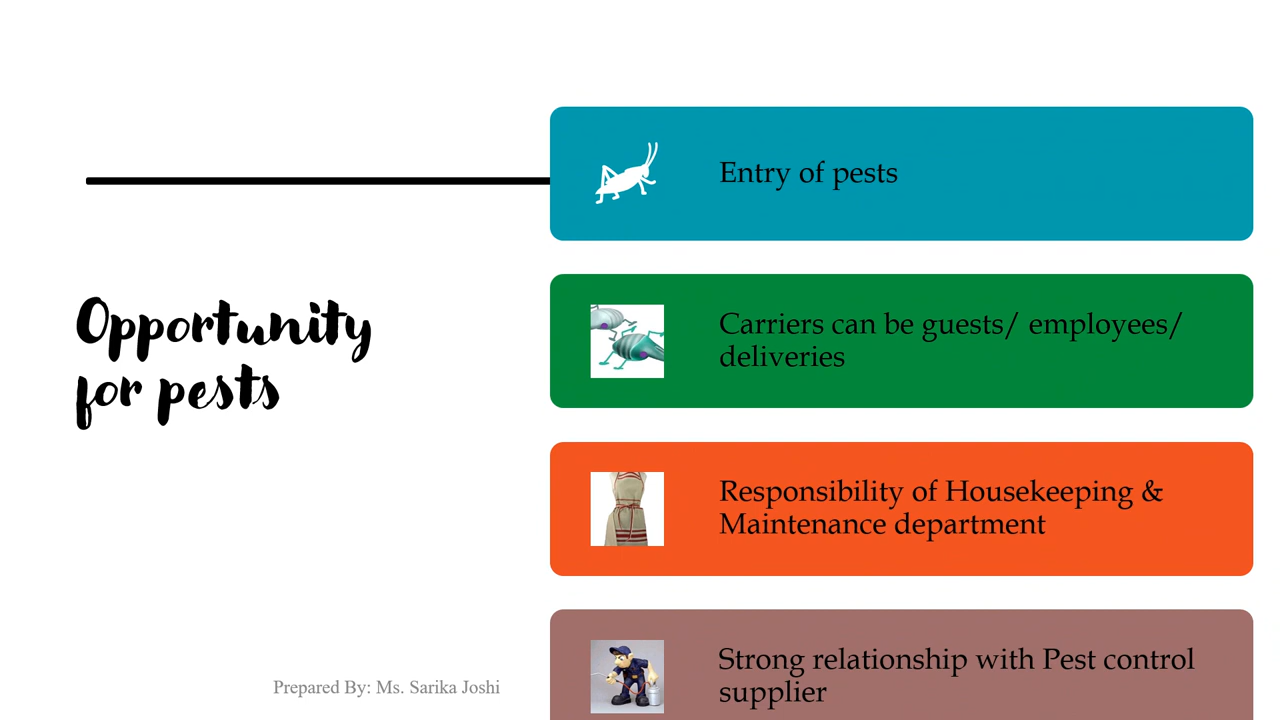 Opportunity
for pests
Entry of pests
Carriers can be guests/ employees/
deliveries
Responsibility of Housekeeping &
Maintenance department
Strong relationship with Pest control
supplier
Prepared By: Ms. Sarika Joshi